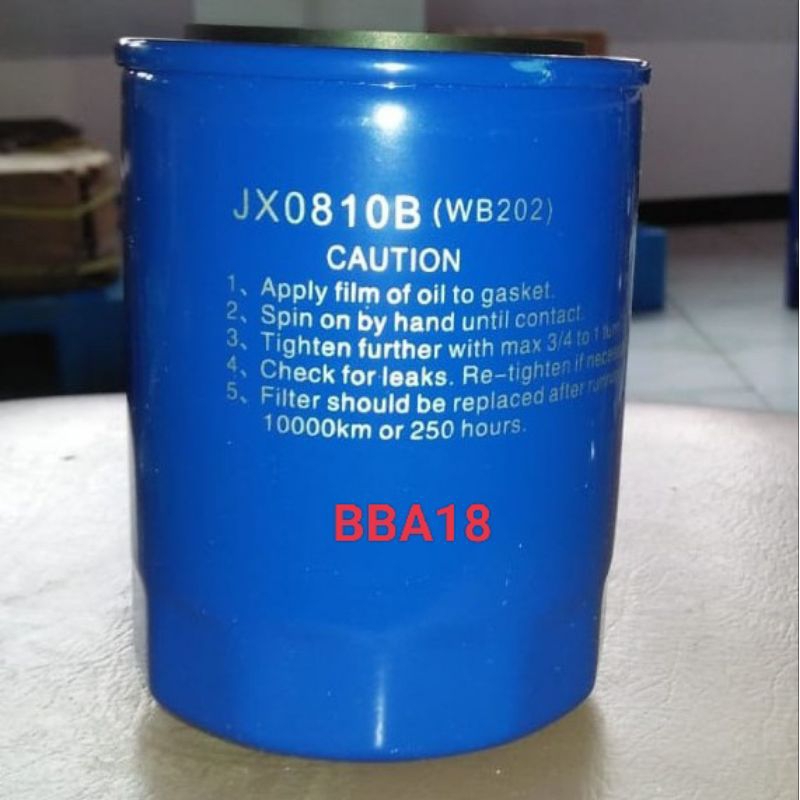 JX0810B (WB202)
CAUTION
1、Apply film of oil to gasket.
2、Spin on by hand until contact.
3、Tighten further with max 3/4 to 1
4、Check for leaks. Re-tighten if
5、Filter should be replaced after
10000km or 250 hours.
BBA18